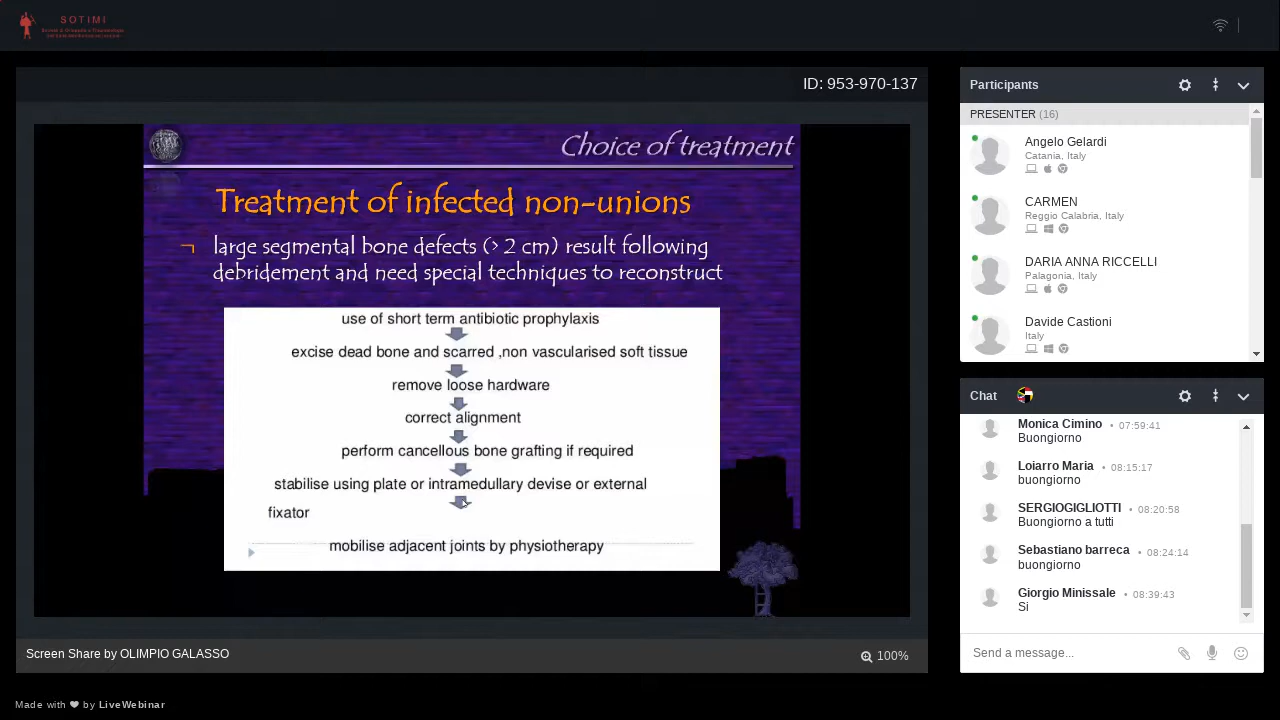 SOTIMI
ID: 953-970-137
Choice of treatment
Treatment of infected non-unions
¬ large segmental bone defects (> 2 cm) result following
debridement and need special techniques to reconstruct
use of short term antibiotic prophylaxis
excise dead bone and scarred ,non vascularised soft tissue
remove loose hardware
correct alignment
perform cancellous bone grafting if required
stabilise using plate or intramedullary devise or external
fixator
mobilise adjacent joints by physiotherapy
Screen Share by OLIMPIO GALASSO
100%
Participants
PRESENTER (16)
Angelo Gelardi
Catania, Italy
CARMEN
Reggio Calabria, Italy
DARIA ANNA RICCELLI
Palagonia, Italy
Davide Castioni
Italy
Chat
Monica Cimino • 07:59:41
Buongiorno
Loiarro Maria • 08:15:17
buongiorno
SERGIOGIGLIOTTI • 08:20:58
Buongiorno a tutti
Sebastiano barreca • 08:24:14
buongiorno
Giorgio Minissale • 08:39:43
Si
Send a message...
Made with ❤ by LiveWebinar